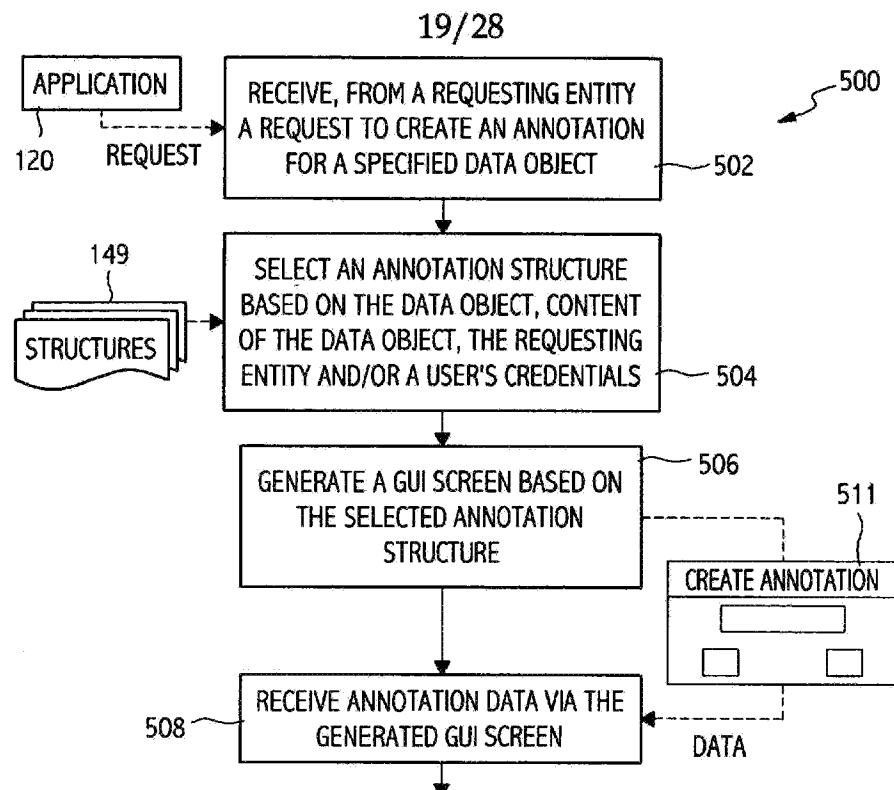 19/28
APPLICATION
120
REQUEST
RECEIVE, FROM A REQUESTING ENTITY
A REQUEST TO CREATE AN ANNOTATION
FOR A SPECIFIED DATA OBJECT
500
502
149
STRUCTURES
SELECT AN ANNOTATION STRUCTURE
BASED ON THE DATA OBJECT, CONTENT
OF THE DATA OBJECT, THE REQUESTING
ENTITY AND/OR A USER'S CREDENTIALS
504
GENERATE A GUI SCREEN BASED ON
THE SELECTED ANNOTATION
STRUCTURE
506
511
CREATE ANNOTATION
508
RECEIVE ANNOTATION DATA VIA THE
GENERATED GUI SCREEN
DATA